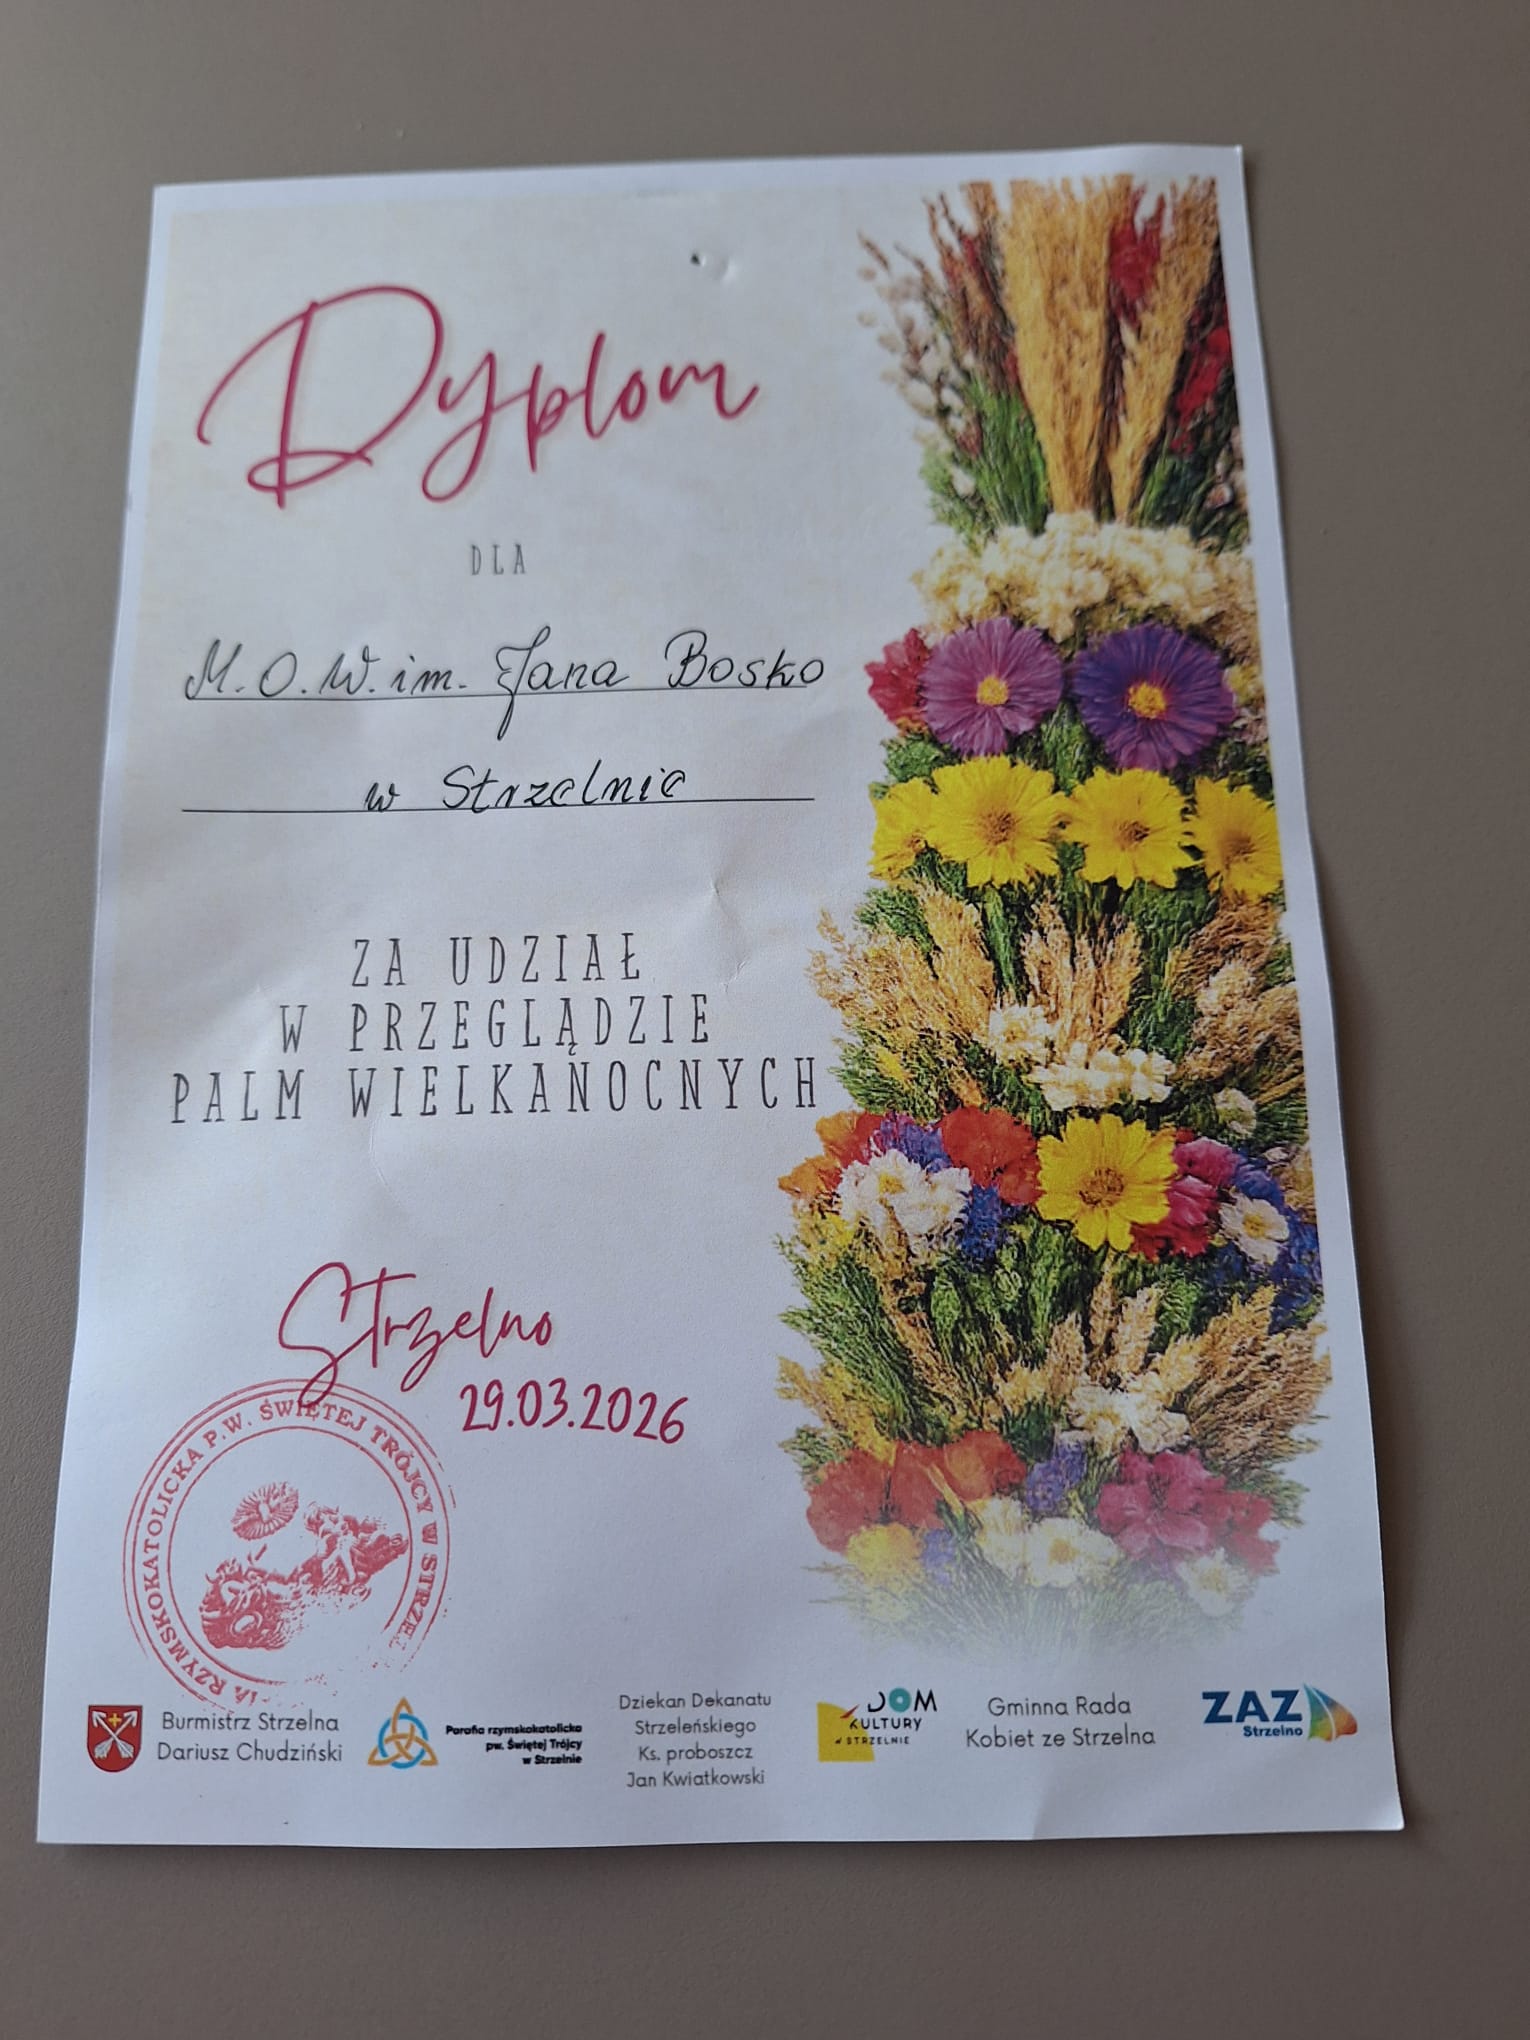 Dyplom
DLA
M.O.W. im. Jana Bosko
w Strzelnie
ZA UDZIAŁ
W PRZEGLĄDZIE
PALM WIELKANOCNYCH
Strzelno
29.03.2026
RZYMSKOKATOLICKA P.W. ŚWIĘTEJ TRÓJCY W
Burmistrz Strzelna
Dariusz Chudziński
Parafia rzymskokatolicka
pw. Świętej Trójcy
w Strzelnie
Dziekan Dekanatu
Strzeleńskiego
Ks. proboszcz
Jan Kwiatkowski
DOM
KULTURY
W STRZELNIE
Gminna Rada
Kobiet ze Strzelna
ZAZ
Strzelno